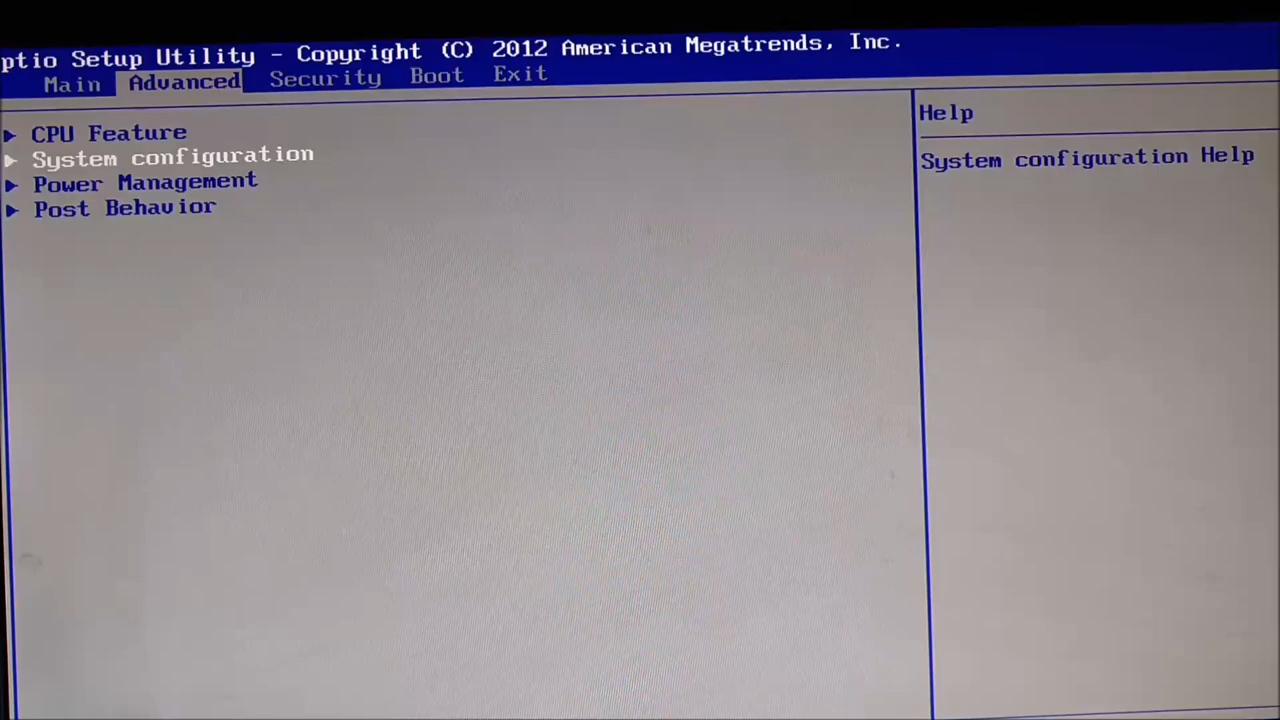 ptio Setup Utility - Copyright (C) 2012 American Megatrends, Inc.
Main Advanced Security Boot Exit
CPU Feature
System configuration
Power Management
Post Behavior
Help
System configuration Help